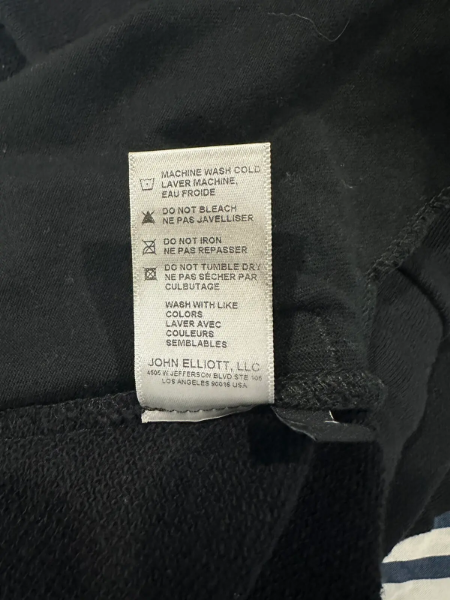 MACHINE WASH COLD
LAVER MACHINE,
EAU FROIDE
DO NOT BLEACH
NE PAS JAVELLISER
DO NOT IRON
NE PAS REPASSER
DO NOT TUMBLE DRY
NE PAS SÈCHER PAR
CULBUTAGE
WASH WITH LIKE
COLORS
LAVER AVEC
COULEURS
SEMBLABLES
JOHN ELLIOTT, LLC
4505 W JEFFERSON BLVD STE 106
LOS ANGELES 90016 USA